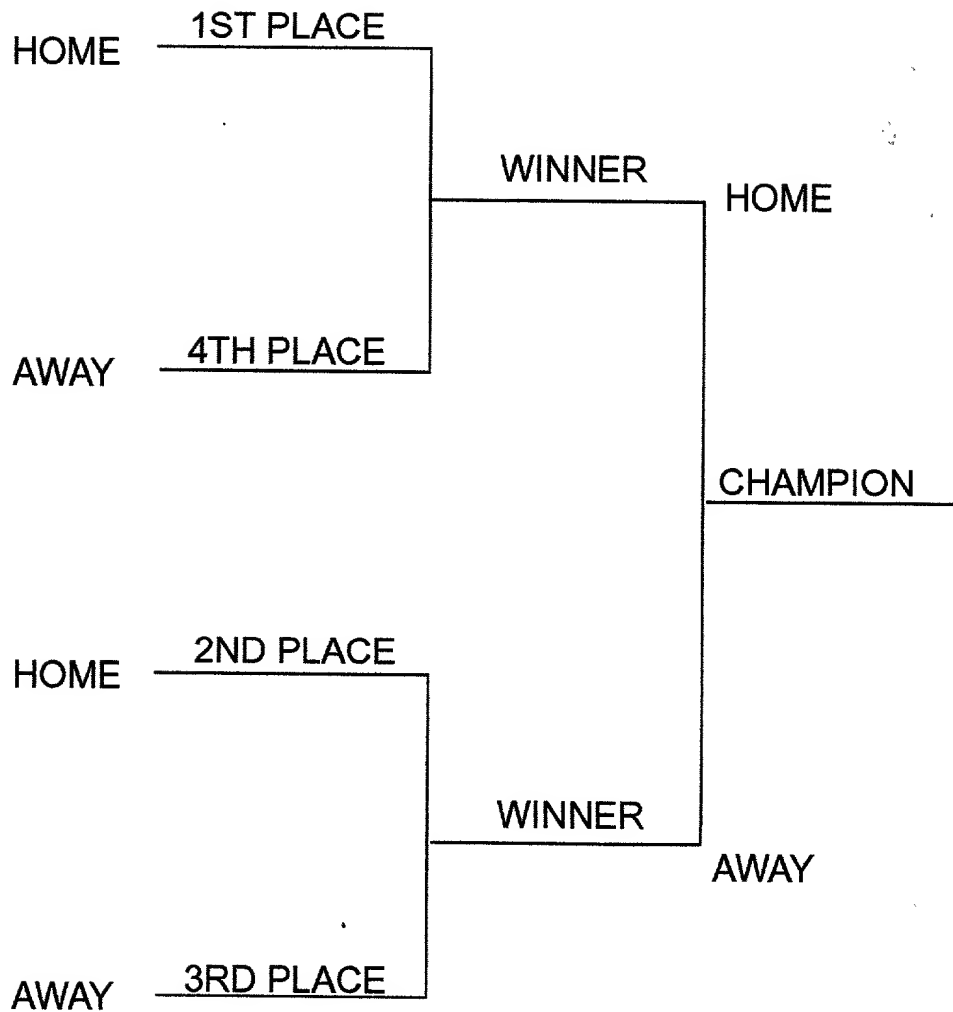 1ST PLACE
HOME
WINNER
HOME
4TH PLACE
AWAY
CHAMPION
2ND PLACE
HOME
WINNER
AWAY
3RD PLACE
AWAY